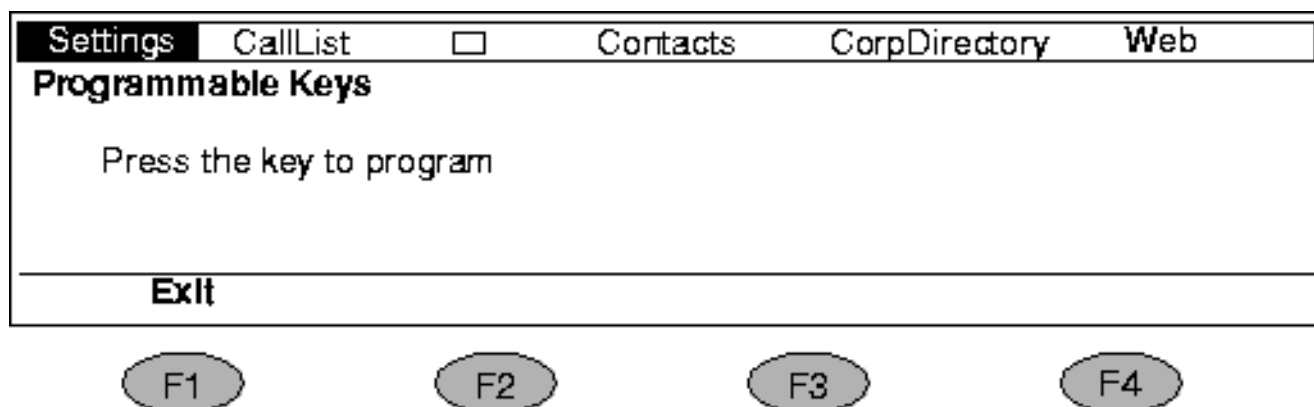 Settings CallList Contacts CorpDirectory Web
Programmable Keys
Press the key to program
Exit
F1 F2 F3 F4